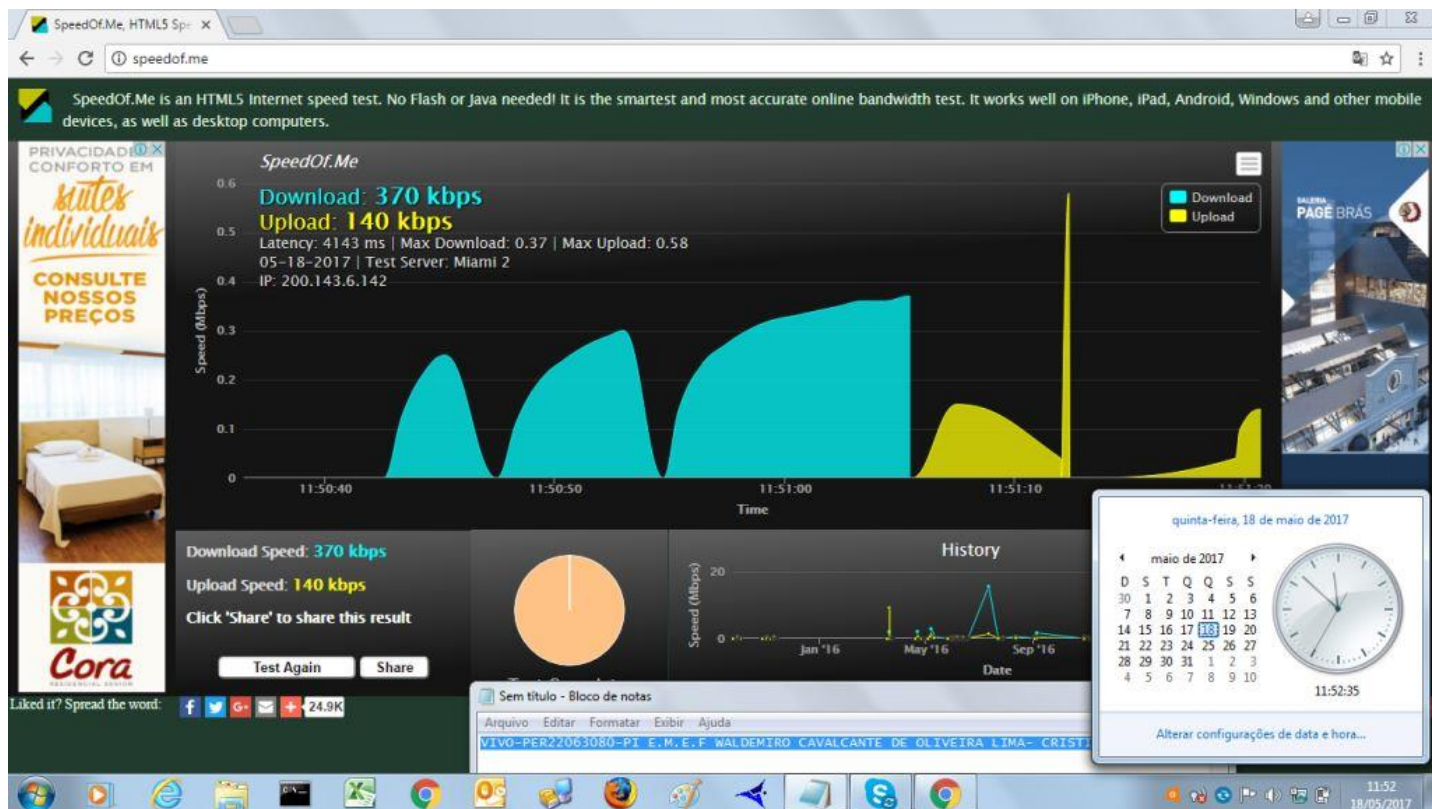 SpeedOf.Me, HTML5 Spe
speedof.me
SpeedOf.Me is an HTML5 Internet speed test. No Flash or Java needed! It is the smartest and most accurate online bandwidth test. It works well on iPhone, iPad, Android, Windows and other mobile
devices, as well as desktop computers.
PRIVACIDADE
CONFORTO EM
suítes
individuais
CONSULTE
NOSSOS
PREÇOS
Cora
RESIDENCIAL SENIOR
SpeedOf.Me
Download: 370 kbps
Upload: 140 kbps
Latency: 4143 ms | Max Download: 0.37 | Max Upload: 0.58
05-18-2017 | Test Server: Miami 2
IP: 200.143.6.142
Download
Upload
Speed (Mbps)
0.6
0.5
0.4
0.3
0.2
0.1
0
11:50:40 11:50:50 11:51:00 11:51:10 11:51:20
Time
GALERIA
PAGÉ BRÁS
Download Speed: 370 kbps
Upload Speed: 140 kbps
Click 'Share' to share this result
Test Again Share
History
Speed (Mbps)
20
0
Jan '16 May '16 Sep '16
Date
Liked it? Spread the word: 24.9K
Sem título - Bloco de notas
Arquivo Editar Formatar Exibir Ajuda
VIVO-PER22063080-PI E.M.E.F WALDEMIRO CAVALCANTE DE OLIVEIRA LIMA- CRISTI
quinta-feira, 18 de maio de 2017
maio de 2017
D S T Q Q S S
30 1 2 3 4 5 6
7 8 9 10 11 12 13
14 15 16 17 18 19 20
21 22 23 24 25 26 27
28 29 30 31 1 2 3
4 5 6 7 8 9 10
11:52:35
Alterar configurações de data e hora...
11:52
18/05/2017